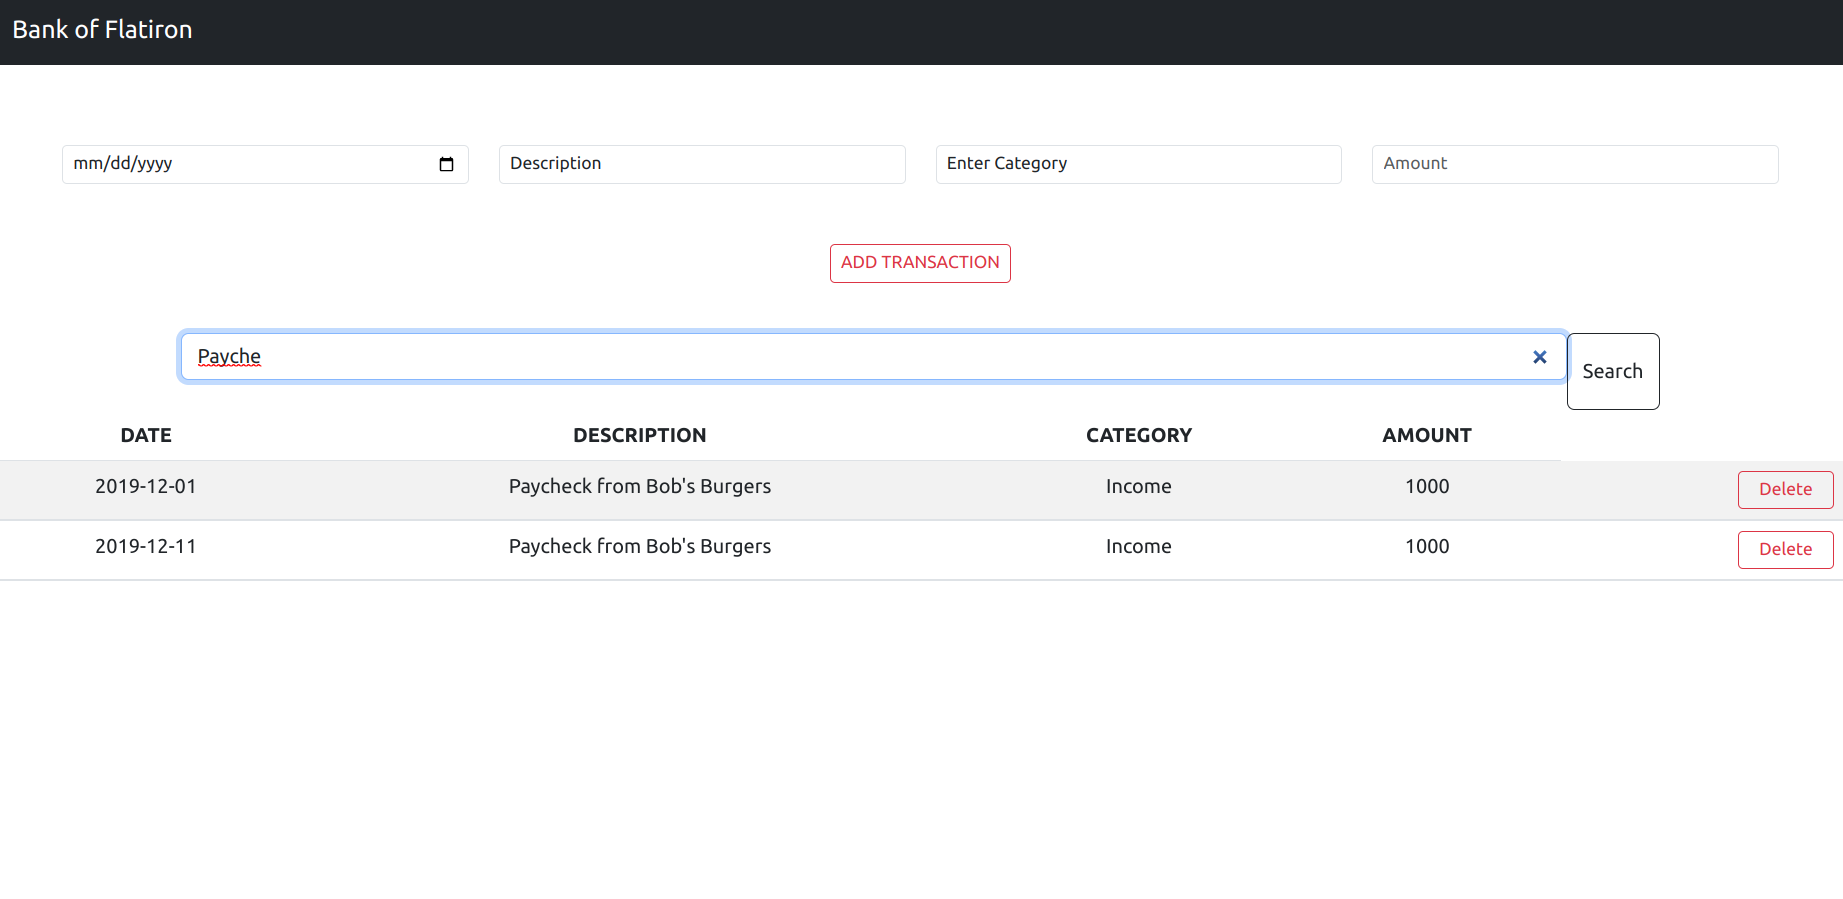 Bank of Flatiron
mm/dd/yyyy Description Enter Category Amount
ADD TRANSACTION
Payche
Search
DATE DESCRIPTION CATEGORY AMOUNT
2019-12-01 Paycheck from Bob's Burgers Income 1000 Delete
2019-12-11 Paycheck from Bob's Burgers Income 1000 Delete